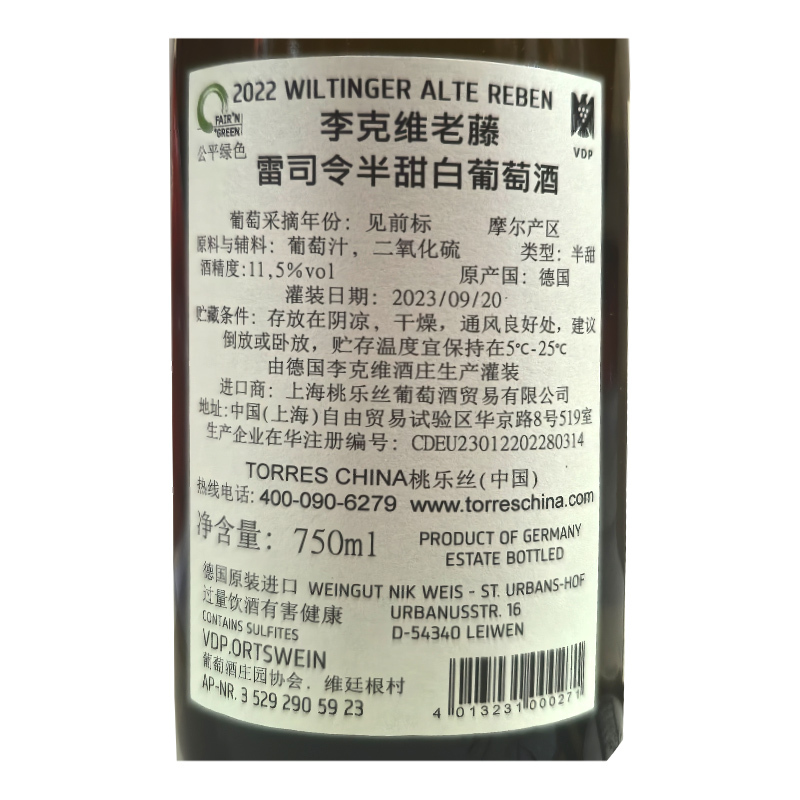 2022 WILTINGER ALTE REBEN
FAIR'N
GREEN
公平绿色
VDP
李克维老藤
雷司令半甜白葡萄酒
葡萄采摘年份：见前标 摩尔产区
原料与辅料：葡萄汁，二氧化硫 类型：半甜
酒精度:11,5%vol 原产国：德国
灌装日期：2023/09/20
贮藏条件：存放在阴凉，干燥，通风良好处，建议
倒放或卧放，贮存温度宜保持在5℃-25℃
由德国李克维酒庄生产灌装
进口商：上海桃乐丝葡萄酒贸易有限公司
地址:中国(上海)自由贸易试验区华京路8号519室
生产企业在华注册编号：CDEU23012202280314
TORRES CHINA桃乐丝(中国)
热线电话：400-090-6279 www.torreschina.com
净含量：750ml
PRODUCT OF GERMANY
ESTATE BOTTLED
德国原装进口
过量饮酒有害健康
CONTAINS SULFITES
VDP.ORTSWEIN
葡萄酒庄园协会．维廷根村
AP-NR. 3 529 290 59 23
WEINGUT NIK WEIS - ST. URBANS-HOF
URBANUSSTR. 16
D-54340 LEIWEN
4 013231 000271